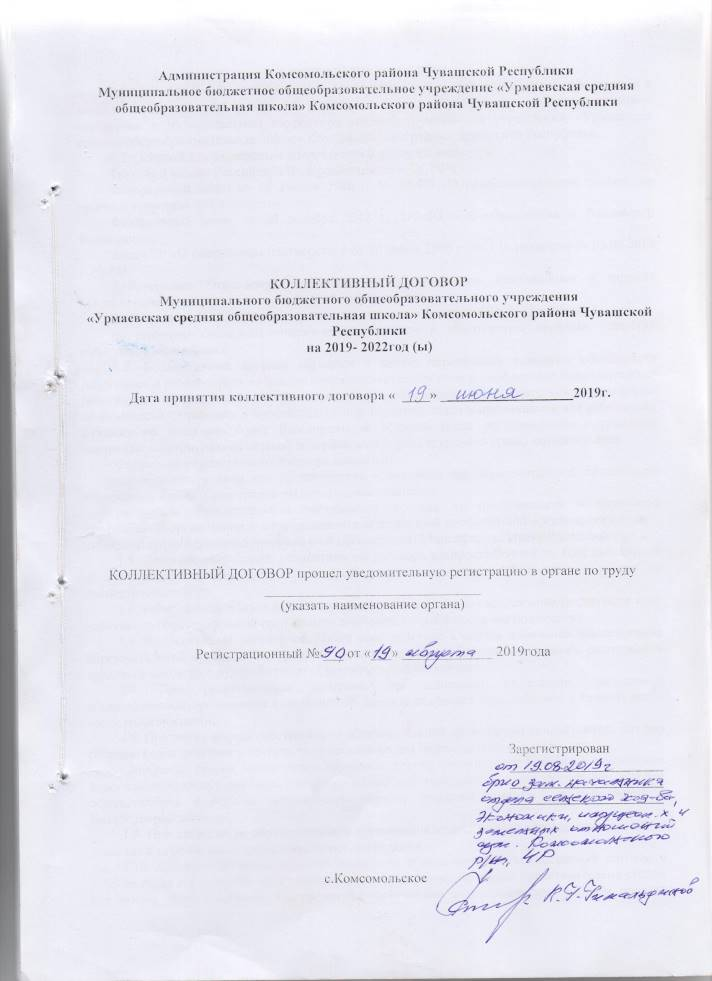 Администрация Комсомольского района Чувашской Республики
Муниципальное бюджетное общеобразовательное учреждение «Урмаевская средняя
общеобразовательная школа» Комсомольского района Чувашской Республики
КОЛЛЕКТИВНЫЙ ДОГОВОР
Муниципального бюджетного общеобразовательного учреждения
«Урмаевская средняя общеобразовательная школа» Комсомольского района Чувашской
Республики
на 2019- 2022год (ы)
Дата принятия коллективного договора « 19 » июня 2019г.
КОЛЛЕКТИВНЫЙ ДОГОВОР прошел уведомительную регистрацию в органе по труду
(указать наименование органа)
Регистрационный № 90 от «19» августа 2019года
Зарегистрирован
от 19.08.2019г
врио зам. начальника
отдела сельского хоз-ва,
экономики, имущест. х и
земельных отношений
адм. Комсомольского
р/на, ЧР
с.Комсомольское